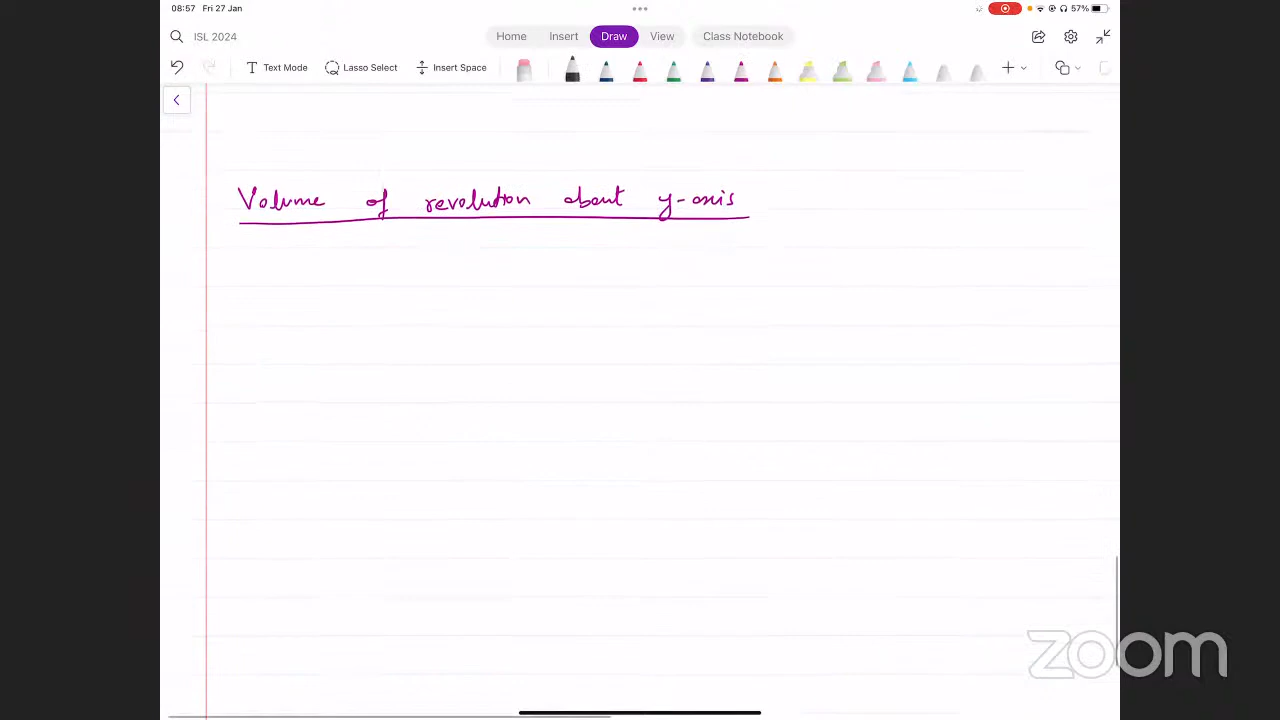 08:57 Fri 27 Jan 57%
ISL 2024 Home Insert Draw View Class Notebook
Text Mode Lasso Select Insert Space
Volume of revolution about y-axis
zoom